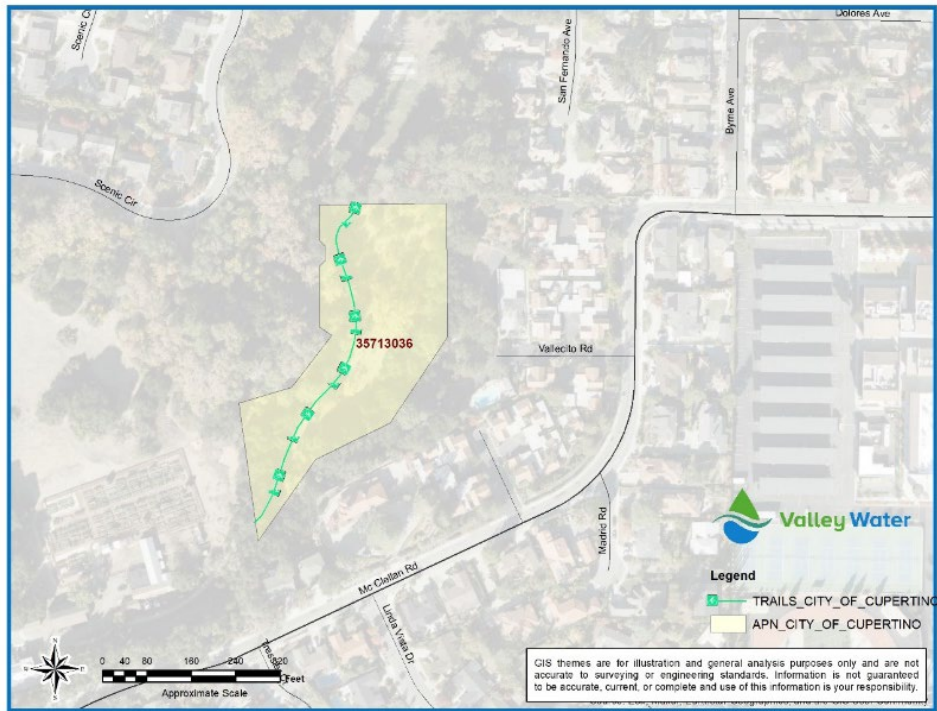 Dolores Ave
Scenic Ci
San Fernando Ave
Byrne Ave
Scenic Cir
35713036
Vallecito Rd
Valley Water
Madrid Rd
Mc Clellan Rd
Linda Vista Dr
Legend
TRAILS_CITY_OF_CUPERTINO
APN_CITY_OF_CUPERTINO
N
0 40 80 160 240 320
Feet
Approximate Scale
GIS themes are for illustration and general analysis purposes only and are not
accurate to surveying or engineering standards. Information is not guaranteed
to be accurate, current, or complete and use of this information is your responsibility.